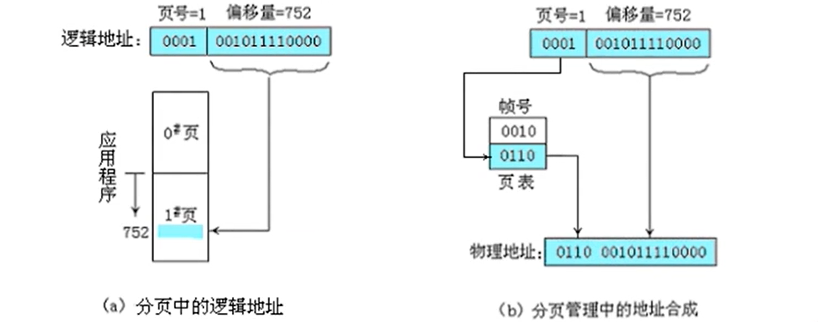 页号=1 偏移量=752
逻辑地址: 0001 001011110000
0#页
应用程序
1#页
752
(a) 分页中的逻辑地址
页号=1 偏移量=752
0001 001011110000
帧号
0010
0110
页表
物理地址: 0110 001011110000
(b) 分页管理中的地址合成